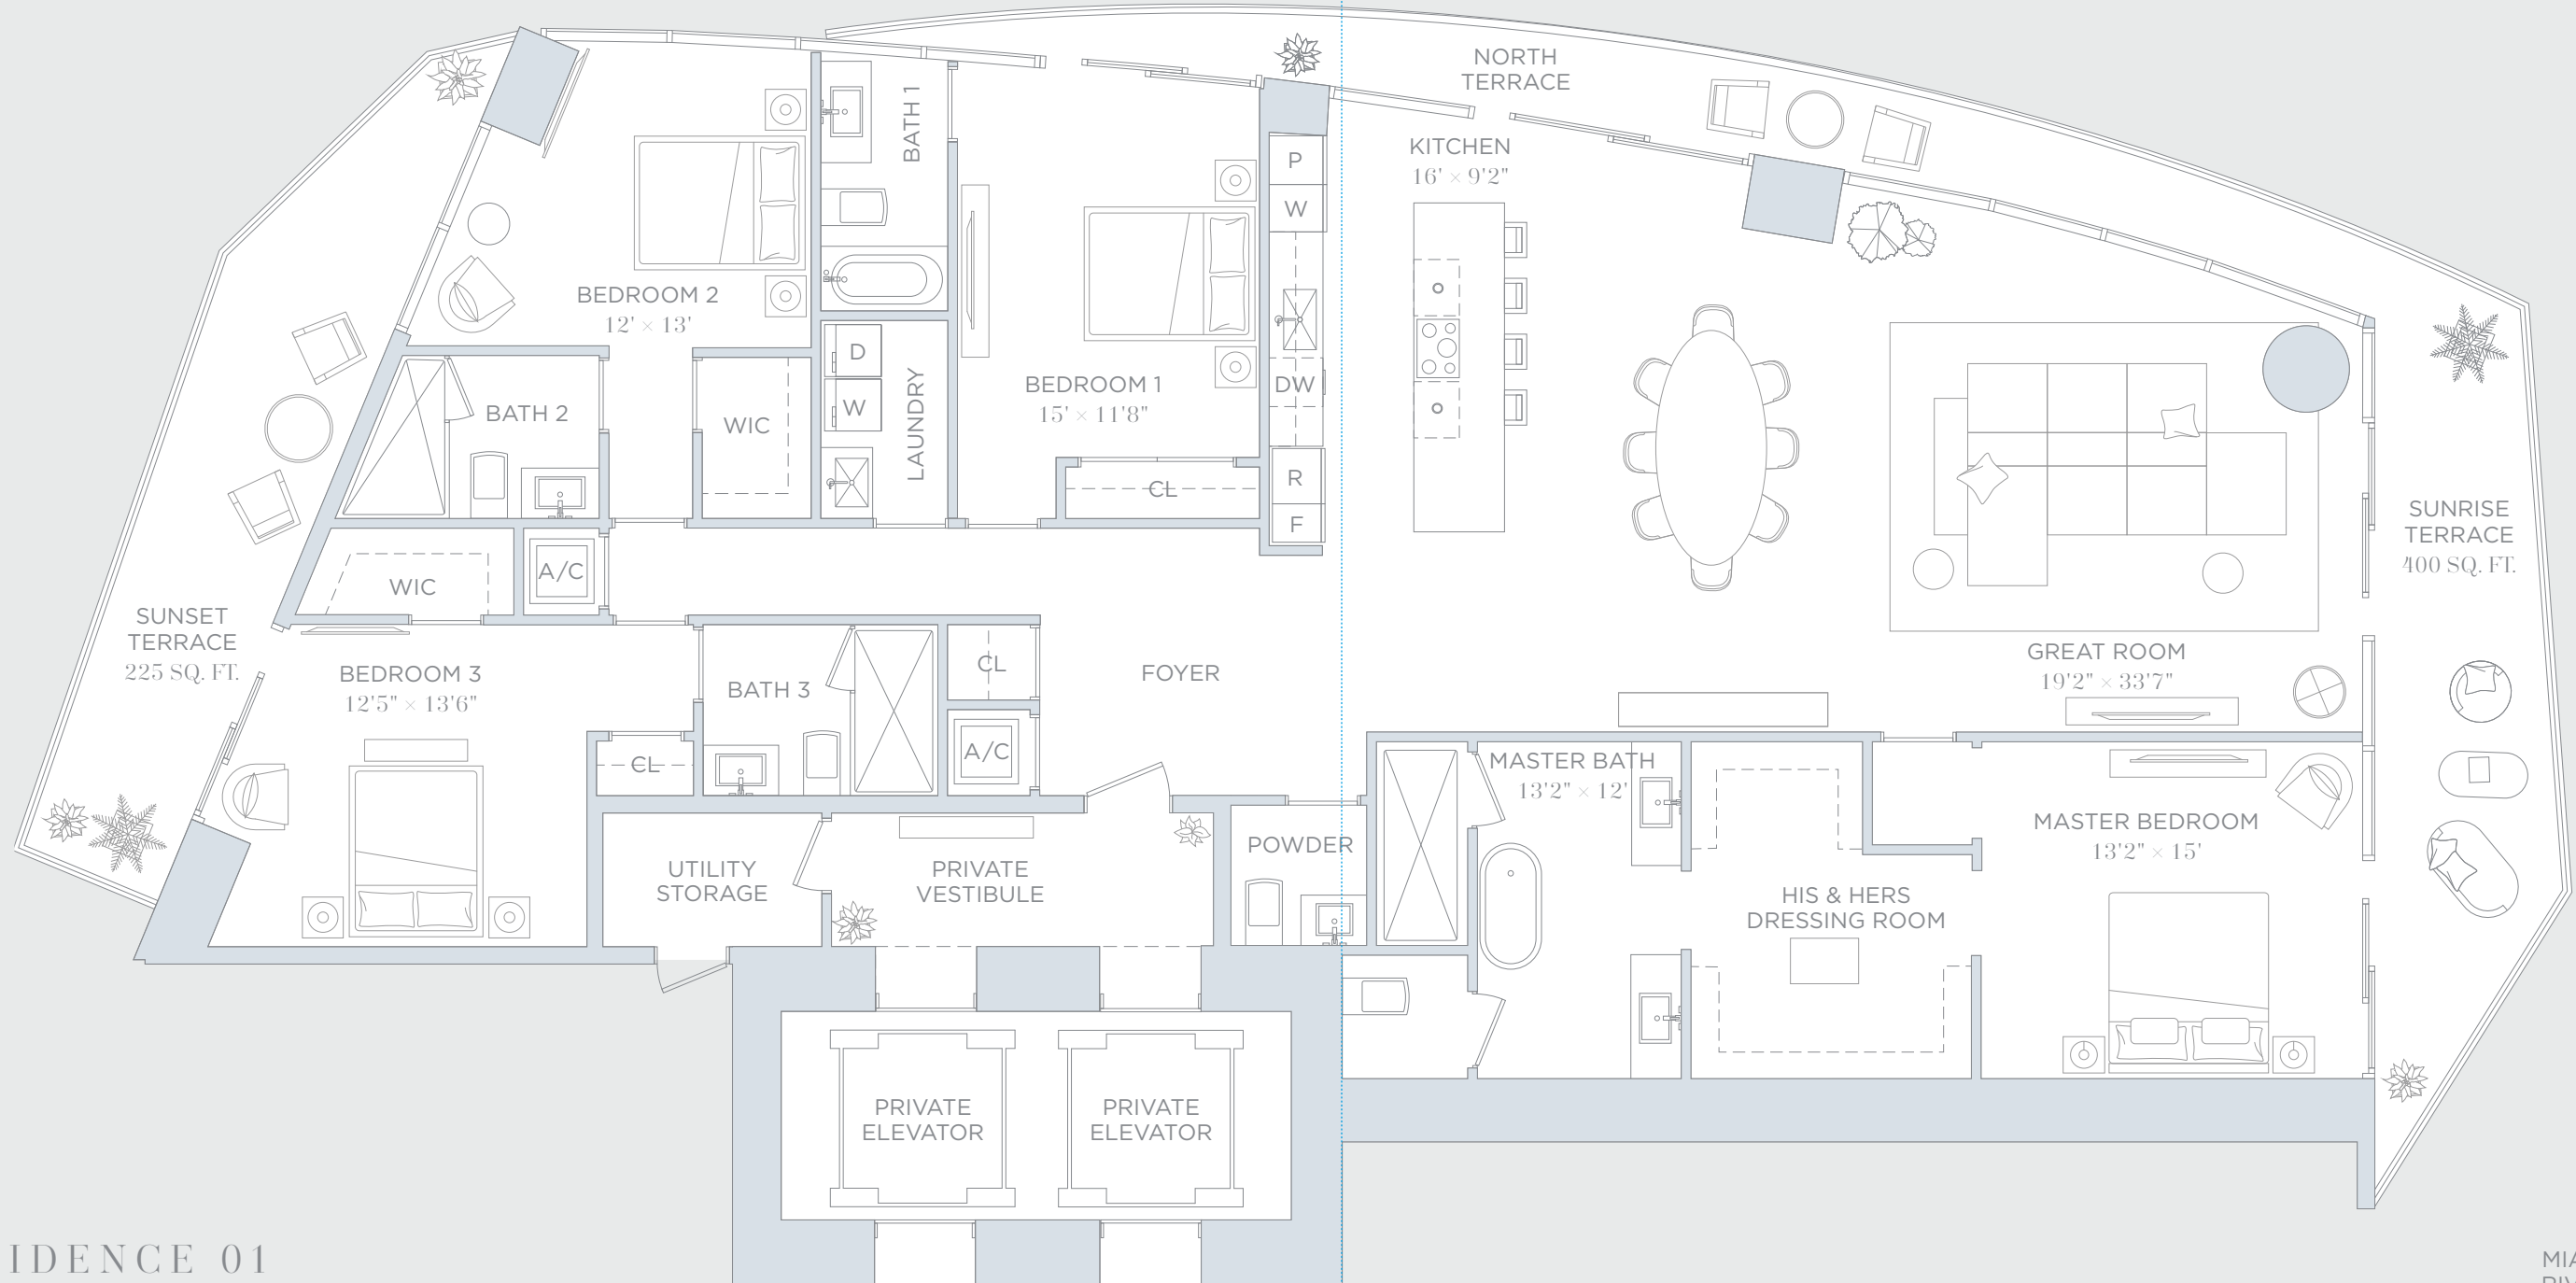 NORTH
TERRACE
KITCHEN
16' × 9'2"
BATH 1
P
W
BEDROOM 2
12' × 13'
D
W
LAUNDRY
BEDROOM 1
15' × 11'8"
DW
BATH 2
WIC
R
F
CL
SUNRISE
TERRACE
400 SQ. FT.
WIC
A/C
SUNSET
TERRACE
225 SQ. FT.
BEDROOM 3
12'5" × 13'6"
BATH 3
CL
FOYER
GREAT ROOM
19'2" × 33'7"
CL
A/C
MASTER BATH
13'2" × 12'
MASTER BEDROOM
13'2" × 15'
POWDER
UTILITY
STORAGE
PRIVATE
VESTIBULE
HIS & HERS
DRESSING ROOM
PRIVATE
ELEVATOR
PRIVATE
ELEVATOR
IDENCE 01
MIA